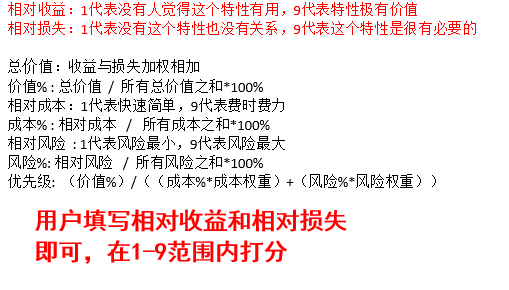 相对收益：1代表没有人觉得这个特性有用，9代表特性极有价值
相对损失：1代表没有这个特性也没有关系，9代表这个特性是很有必要的
总价值：收益与损失加权相加
价值%：总价值 / 所有总价值之和*100%
相对成本：1代表快速简单，9代表费时费力
成本%：相对成本 / 所有成本之和*100%
相对风险：1代表风险最小，9代表风险最大
风险%: 相对风险 / 所有风险之和*100%
优先级: （价值%）/（（成本%*成本权重）+（风险%*风险权重））
用户填写相对收益和相对损失
即可，在1-9范围内打分